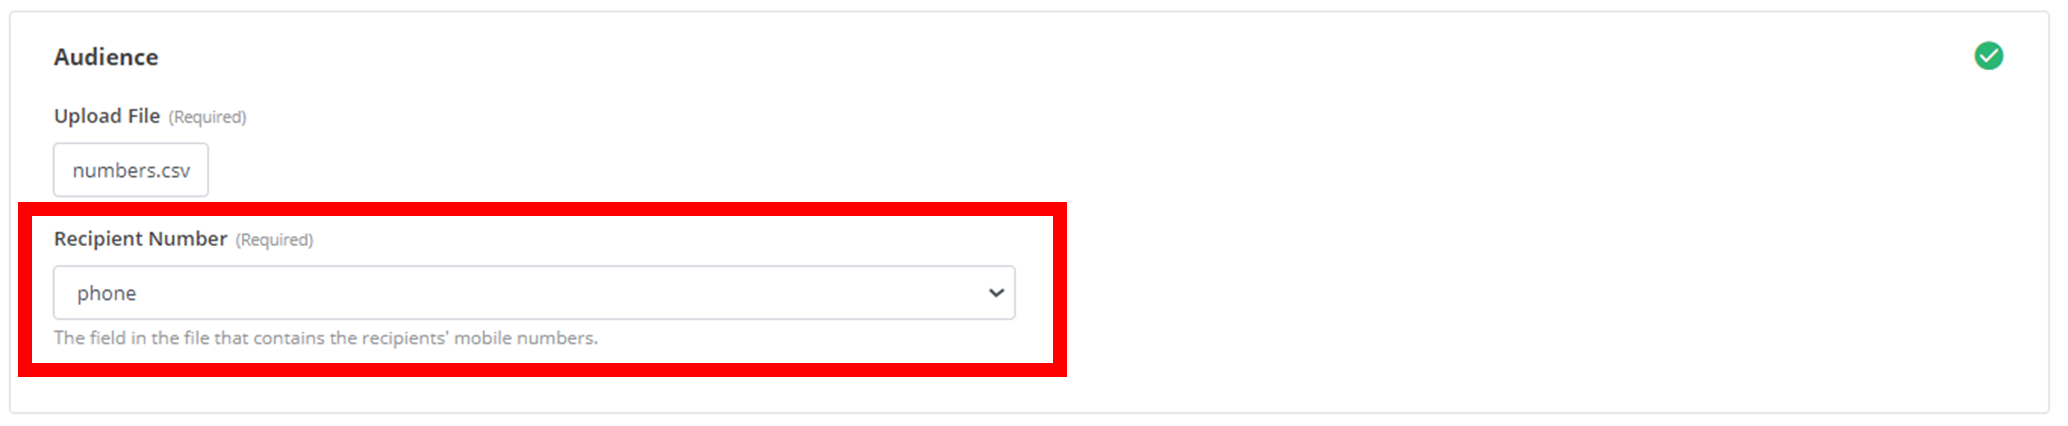 Audience
Upload File (Required)
numbers.csv
Recipient Number (Required)
phone
The field in the file that contains the recipients' mobile numbers.